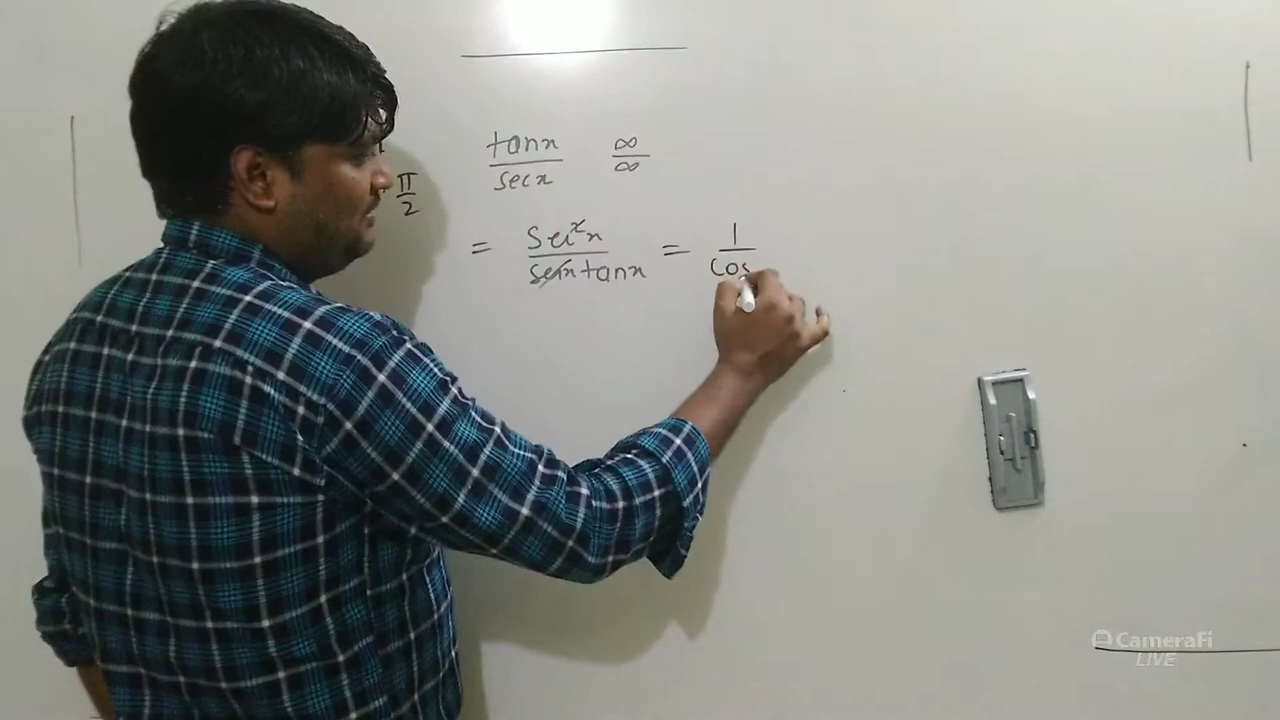 tanx/secx ∞/∞
π/2
= sec²x/secx tanx = 1/cos
CameraFi
LIVE